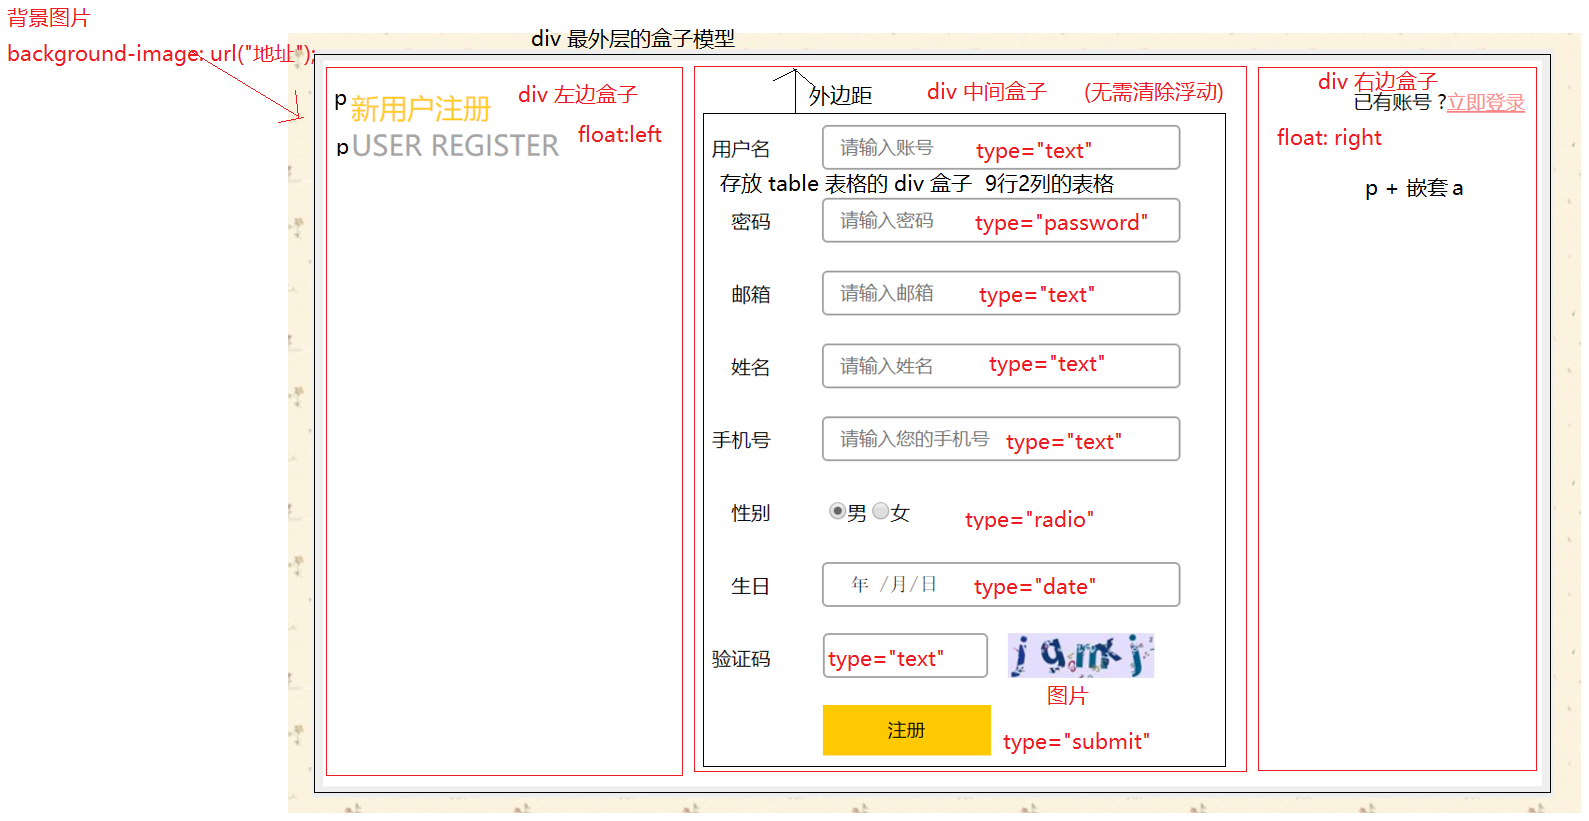 背景图片
background-image: url("地址");
div 最外层的盒子模型
p 新用户注册
div 左边盒子
p USER REGISTER
float:left
外边距
div 中间盒子 (无需清除浮动)
div 右边盒子
已有账号？立即登录
float: right
p + 嵌套 a
用户名 请输入账号 type="text"
存放 table 表格的 div 盒子 9行2列的表格
密码 请输入密码 type="password"
邮箱 请输入邮箱 type="text"
姓名 请输入姓名 type="text"
手机号 请输入您的手机号 type="text"
性别 男 女 type="radio"
生日 年 /月/日 type="date"
验证码 type="text" jqmkj
图片
注册 type="submit"